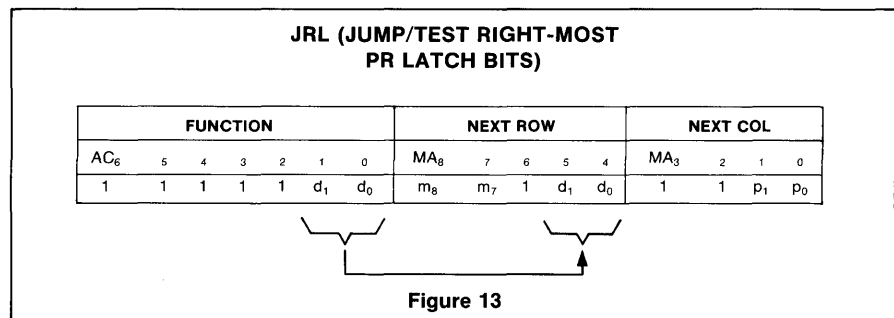 JRL (JUMP/TEST RIGHT-MOST
PR LATCH BITS)
FUNCTION NEXT ROW NEXT COL
AC₆ 5 4 3 2 1 0 MA₈ 7 6 5 4 MA₃ 2 1 0
1 1 1 1 1 d₁ d₀ m₈ m₇ 1 d₁ d₀ 1 1 p₁ p₀
Figure 13